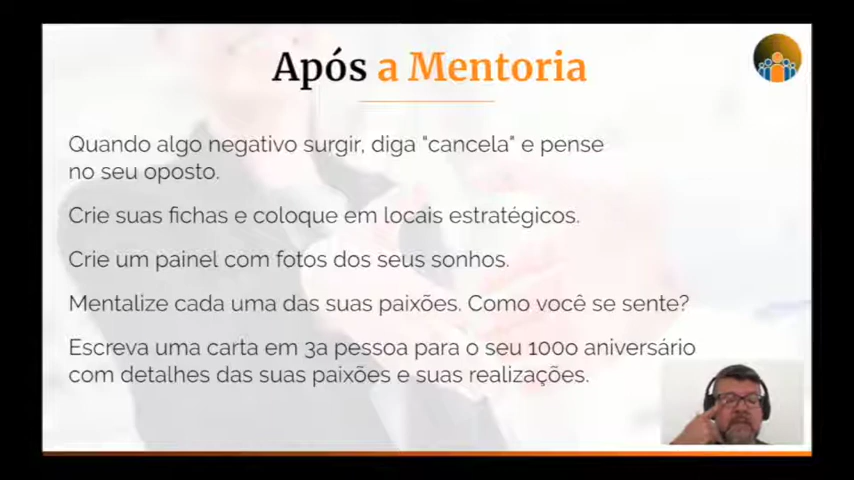 Após a Mentoria
Quando algo negativo surgir, diga "cancela" e pense
no seu oposto.
Crie suas fichas e coloque em locais estratégicos.
Crie um painel com fotos dos seus sonhos.
Mentalize cada uma das suas paixões. Como você se sente?
Escreva uma carta em 3a pessoa para o seu 100o aniversário
com detalhes das suas paixões e suas realizações.